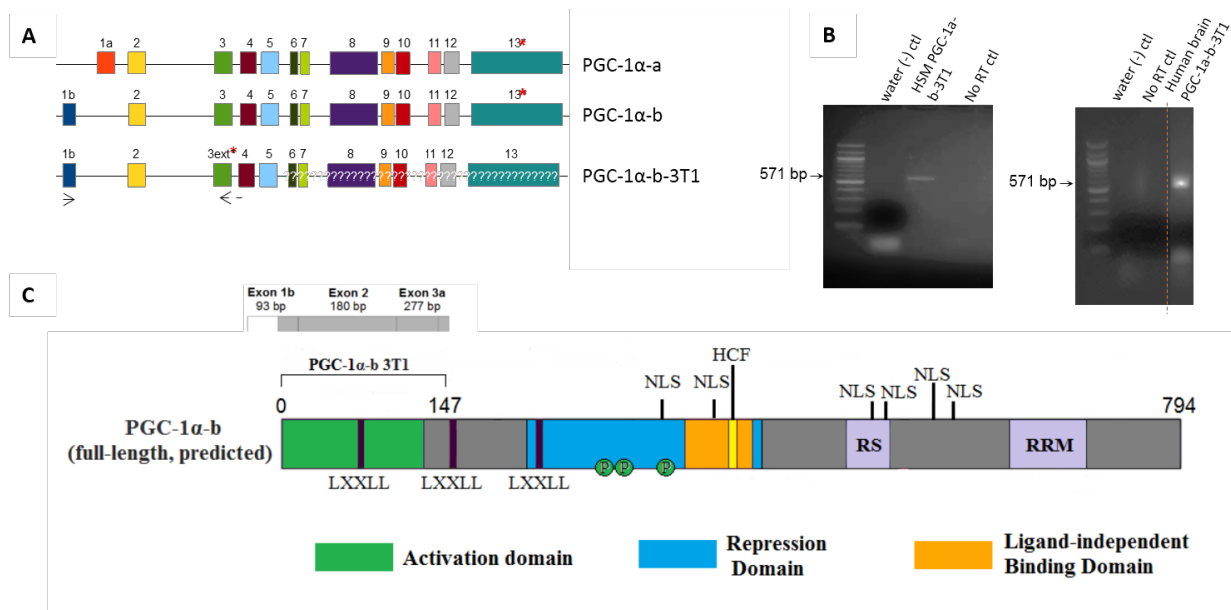 A
1a 2 3 4 5 6 7 8 9 10 11 12 13*
PGC-1α-a
1b 2 3 4 5 6 7 8 9 10 11 12 13*
PGC-1α-b
1b 2 3ext* 4 5 6 7 8 9 10 11 12 13
PGC-1α-b-3T1
B
water (-) ctl
HSM PGC-1a-
b-3T1
No RT ctl
571 bp
water (-) ctl
No RT ctl
Human brain
PGC-1a-b-3T1
571 bp
C
Exon 1b Exon 2 Exon 3a
93 bp 180 bp 277 bp
PGC-1α-b 3T1
HCF
NLS NLS NLS NLS NLS NLS
0 147 794
PGC-1α-b
(full-length, predicted)
RS RRM
P P P
LXXLL LXXLL LXXLL
Activation domain
Repression
Domain
Ligand-independent
Binding Domain